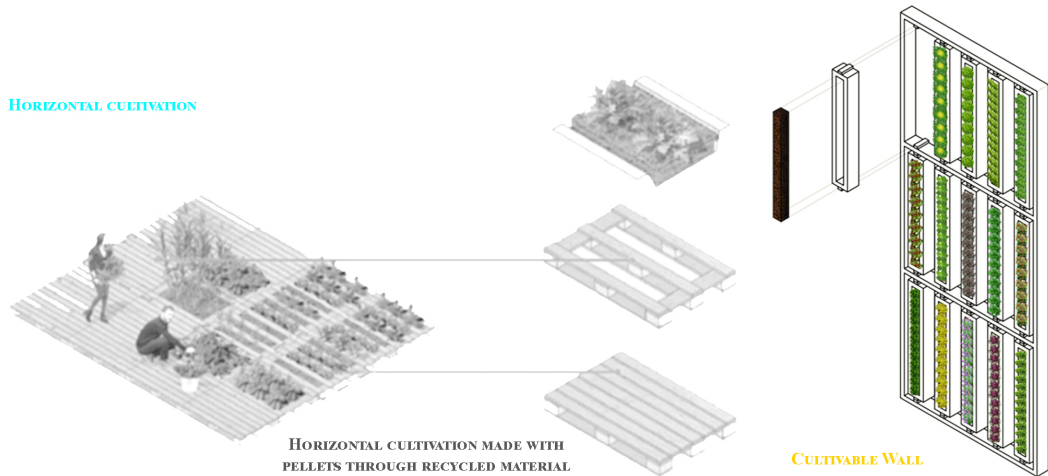 Horizontal cultivation
Horizontal cultivation made with
pellets through recycled material
Cultivable Wall